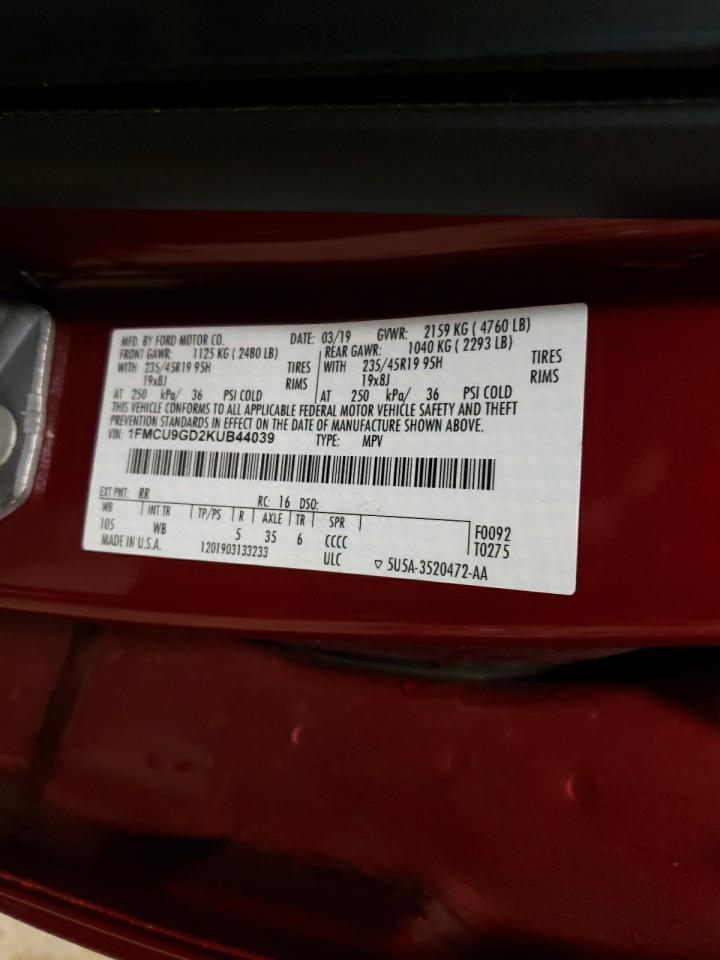 MFD. BY FORD MOTOR CO. DATE: 03/19 GVWR: 2159 KG ( 4760 LB)
FRONT GAWR: 1125 KG ( 2480 LB) REAR GAWR: 1040 KG ( 2293 LB)
WITH 235/45R19 95H TIRES WITH 235/45R19 95H TIRES
19x8J RIMS 19x8J RIMS
AT 250 kPa/ 36 PSI COLD AT 250 kPa/ 36 PSI COLD
THIS VEHICLE CONFORMS TO ALL APPLICABLE FEDERAL MOTOR VEHICLE SAFETY AND THEFT
PREVENTION STANDARDS IN EFFECT ON THE DATE OF MANUFACTURE SHOWN ABOVE.
VIN: 1FMCU9GD2KUB44039 TYPE: MPV
EXT PNT: RR RC: 16 DSO:
WB INT TR TP/PS R AXLE TR SPR F0092
105 WB 5 35 6 CCCC T0275
MADE IN U.S.A. 1201903133233 ULC ▽ 5U5A-3520472-AA